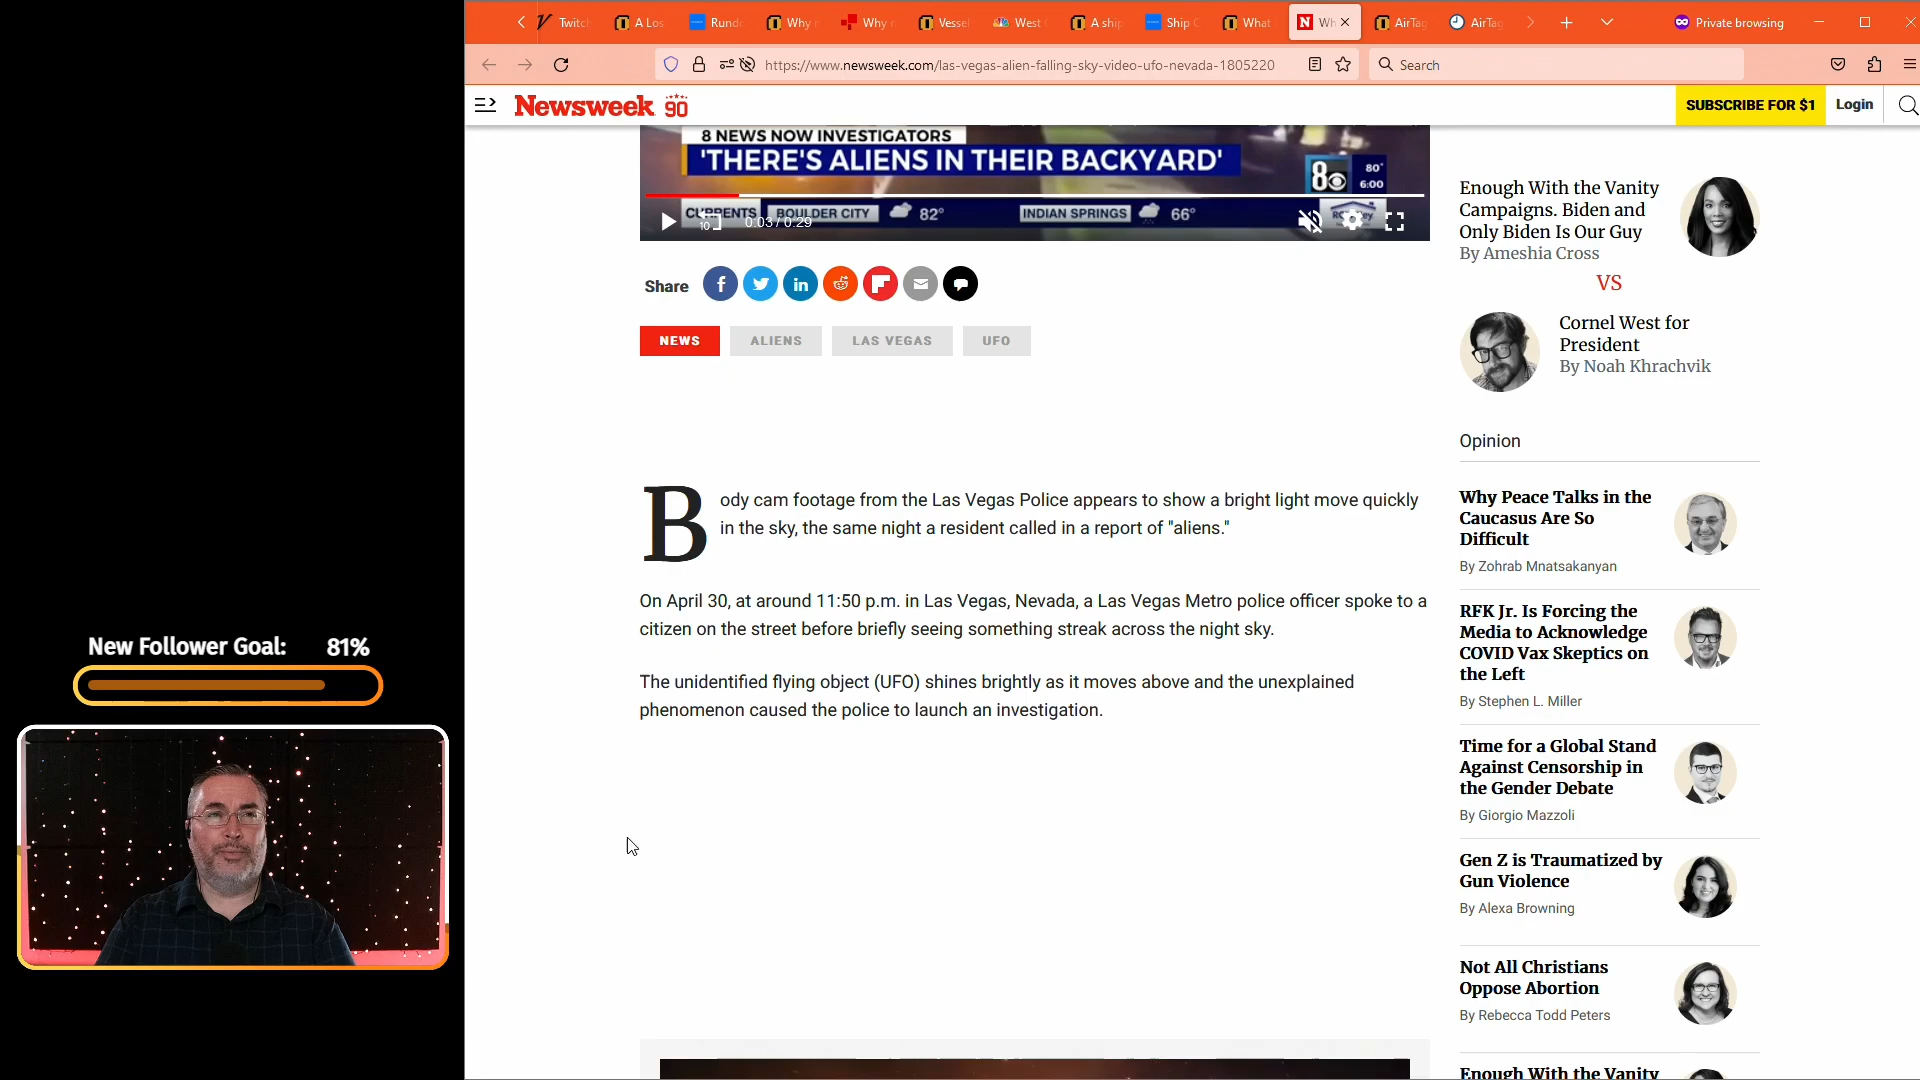 Twitch
A Los
Rund
Why
Why
Vesse
West
A ship
Ship
What
Wh
AirTag
AirTag
Private browsing
https://www.newsweek.com/las-vegas-alien-falling-sky-video-ufo-nevada-1805220
Search
Newsweek 90
SUBSCRIBE FOR $1
Login
8 NEWS NOW INVESTIGATORS
'THERE'S ALIENS IN THEIR BACKYARD'
8
80°
6:00
CURRENTS BOULDER CITY 82° INDIAN SPRINGS 66°
10 0:03 / 0:29
Share
NEWS
ALIENS
LAS VEGAS
UFO
Body cam footage from the Las Vegas Police appears to show a bright light move quickly
in the sky, the same night a resident called in a report of "aliens."
On April 30, at around 11:50 p.m. in Las Vegas, Nevada, a Las Vegas Metro police officer spoke to a
citizen on the street before briefly seeing something streak across the night sky.
The unidentified flying object (UFO) shines brightly as it moves above and the unexplained
phenomenon caused the police to launch an investigation.
Enough With the Vanity
Campaigns. Biden and
Only Biden Is Our Guy
By Ameshia Cross
VS
Cornel West for
President
By Noah Khrachvik
Opinion
Why Peace Talks in the
Caucasus Are So
Difficult
By Zohrab Mnatsakanyan
RFK Jr. Is Forcing the
Media to Acknowledge
COVID Vax Skeptics on
the Left
By Stephen L. Miller
Time for a Global Stand
Against Censorship in
the Gender Debate
By Giorgio Mazzoli
Gen Z is Traumatized by
Gun Violence
By Alexa Browning
Not All Christians
Oppose Abortion
By Rebecca Todd Peters
Enough With the Vanity
New Follower Goal: 81%